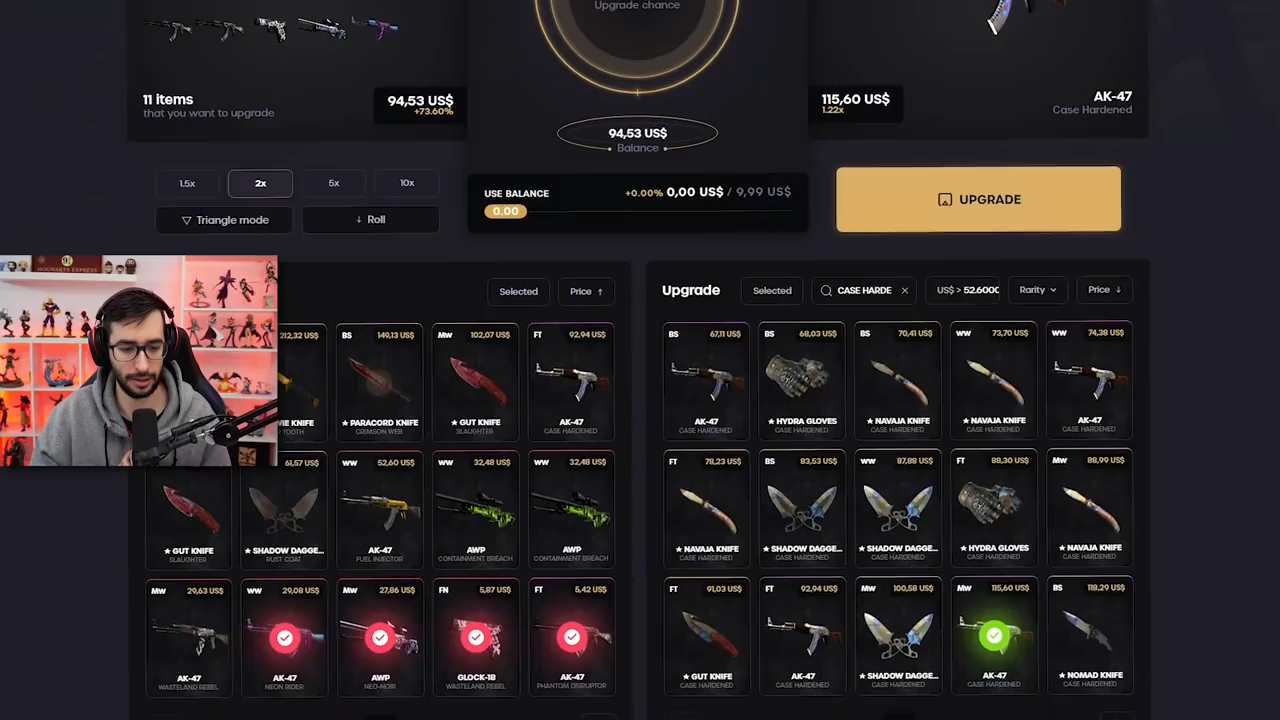 Upgrade chance
11 items
that you want to upgrade
94,53 US$
+73.60%
94,53 US$
Balance
115,60 US$
1.22x
AK-47
Case Hardened
1.5x
2x
5x
10x
Triangle mode
↓ Roll
USE BALANCE
+0.00% 0,00 US$ / 9,99 US$
0.00
UPGRADE
HOGWARTS EXPRESS
Selected
Price ↑
Upgrade
Selected
CASE HARDE ×
US$ > 52.6000
Rarity
Price ↓
212,32 US$
BS 149,13 US$
MW 102,07 US$
FT 92,94 US$
★ PARACORD KNIFE
★ GUT KNIFE
AK-47
TOOTH
CRIMSON WEB
SLAUGHTER
CASE HARDENED
61,57 US$
WW 52,60 US$
WW 32,48 US$
WW 32,48 US$
★ GUT KNIFE
★ SHADOW DAGGE...
AK-47
AWP
AWP
SLAUGHTER
RUST COAT
FUEL INJECTOR
CONTAINMENT BREACH
CONTAINMENT BREACH
MW 29,63 US$
WW 29,08 US$
MW 27,86 US$
FN 5,87 US$
FT 5,42 US$
AK-47
AK-47
AWP
GLOCK-18
AK-47
WASTELAND REBEL
NEON RIDER
NEO-NOIR
WASTELAND REBEL
PHANTOM DISRUPTOR
BS 67,11 US$
BS 68,03 US$
BS 70,41 US$
WW 73,70 US$
WW 74,38 US$
AK-47
★ HYDRA GLOVES
★ NAVAJA KNIFE
★ NAVAJA KNIFE
AK-47
CASE HARDENED
CASE HARDENED
CASE HARDENED
CASE HARDENED
CASE HARDENED
FT 78,23 US$
BS 83,53 US$
WW 87,88 US$
FT 88,30 US$
MW 88,99 US$
★ NAVAJA KNIFE
★ SHADOW DAGGE...
★ SHADOW DAGGE...
★ HYDRA GLOVES
★ NAVAJA KNIFE
CASE HARDENED
CASE HARDENED
CASE HARDENED
CASE HARDENED
CASE HARDENED
FT 91,03 US$
FT 92,94 US$
MW 100,58 US$
MW 115,60 US$
BS 118,29 US$
★ GUT KNIFE
AK-47
★ SHADOW DAGGE...
AK-47
★ NOMAD KNIFE
CASE HARDENED
CASE HARDENED
CASE HARDENED
CASE HARDENED
CASE HARDENED